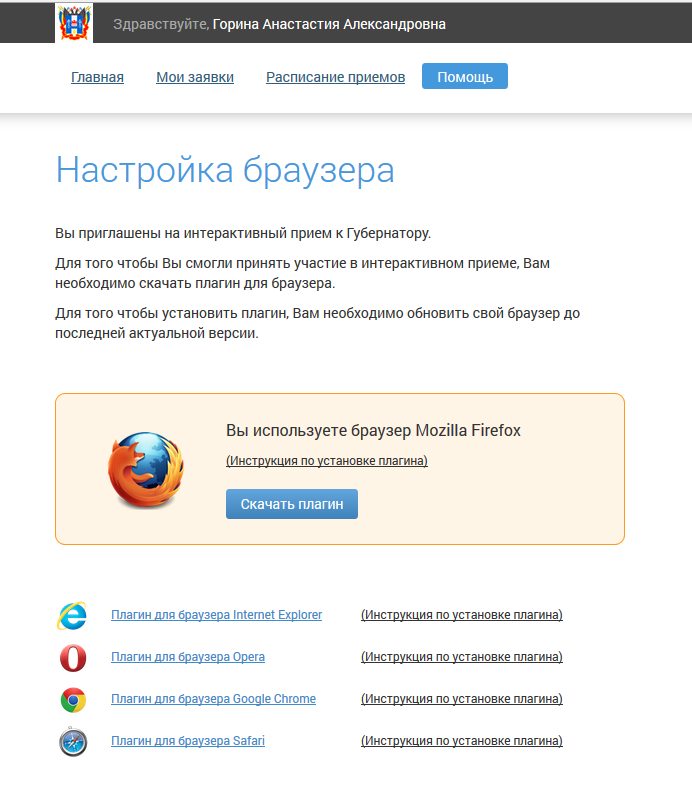 Здравствуйте, Горина Анастастия Александровна
Главная Мои заявки Расписание приемов Помощь
Настройка браузера
Вы приглашены на интерактивный прием к Губернатору.
Для того чтобы Вы смогли принять участие в интерактивном приеме, Вам
необходимо скачать плагин для браузера.
Для того чтобы установить плагин, Вам необходимо обновить свой браузер до
последней актуальной версии.
Вы используете браузер Mozilla Firefox
(Инструкция по установке плагина)
Скачать плагин
Плагин для браузера Internet Explorer (Инструкция по установке плагина)
Плагин для браузера Opera (Инструкция по установке плагина)
Плагин для браузера Google Chrome (Инструкция по установке плагина)
Плагин для браузера Safari (Инструкция по установке плагина)